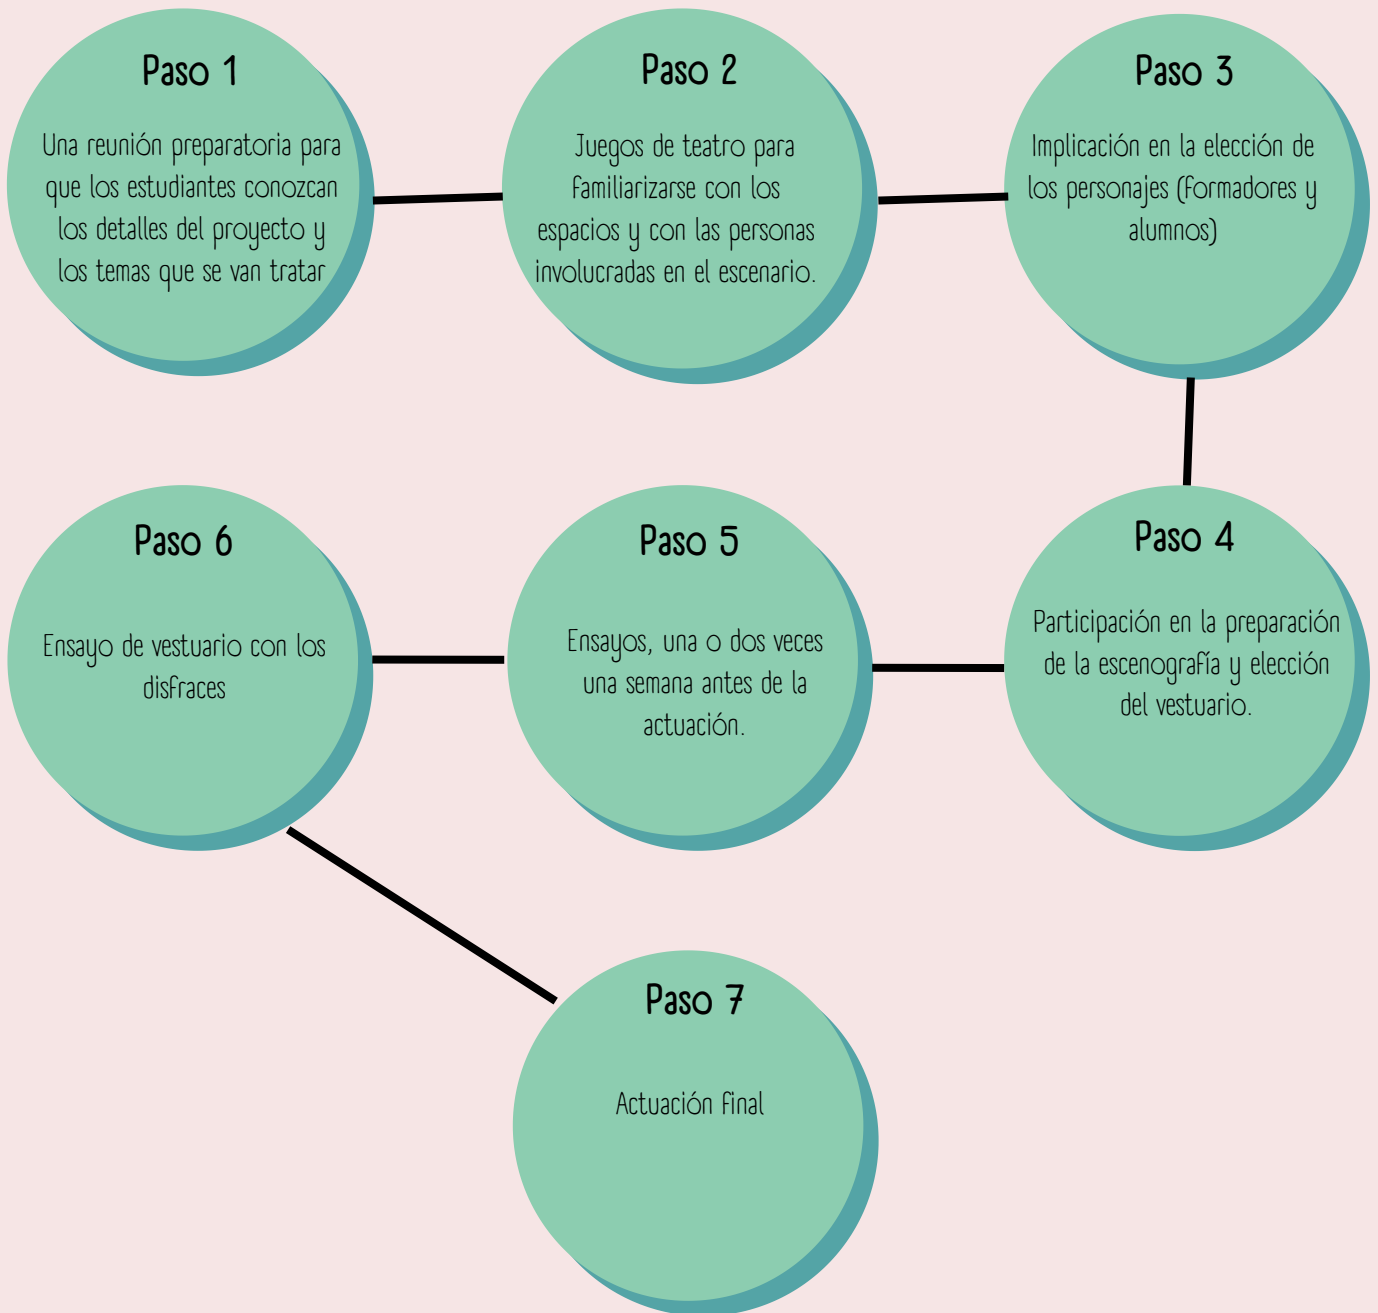 Paso 1
Una reunión preparatoria para
que los estudiantes conozcan
los detalles del proyecto y
los temas que se van tratar
Paso 2
Juegos de teatro para
familiarizarse con los
espacios y con las personas
involucradas en el escenario.
Paso 3
Implicación en la elección de
los personajes (formadores y
alumnos)
Paso 4
Participación en la preparación
de la escenografía y elección
del vestuario.
Paso 5
Ensayos, una o dos veces
una semana antes de la
actuación.
Paso 6
Ensayo de vestuario con los
disfraces
Paso 7
Actuación final